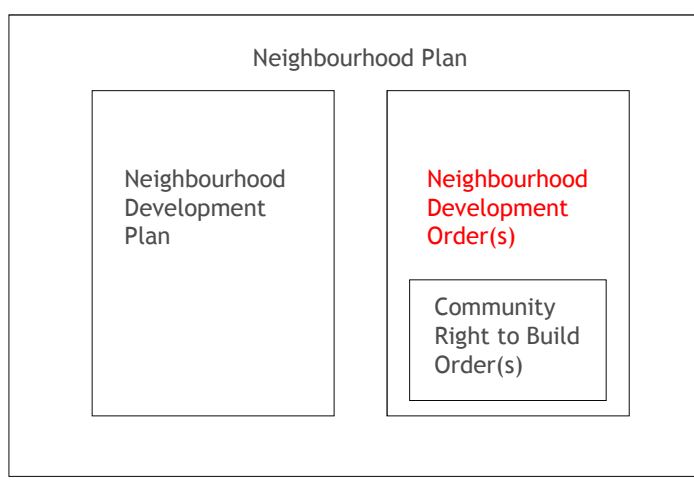 Neighbourhood Plan
Neighbourhood
Development
Plan
Neighbourhood
Development
Order(s)
Community
Right to Build
Order(s)